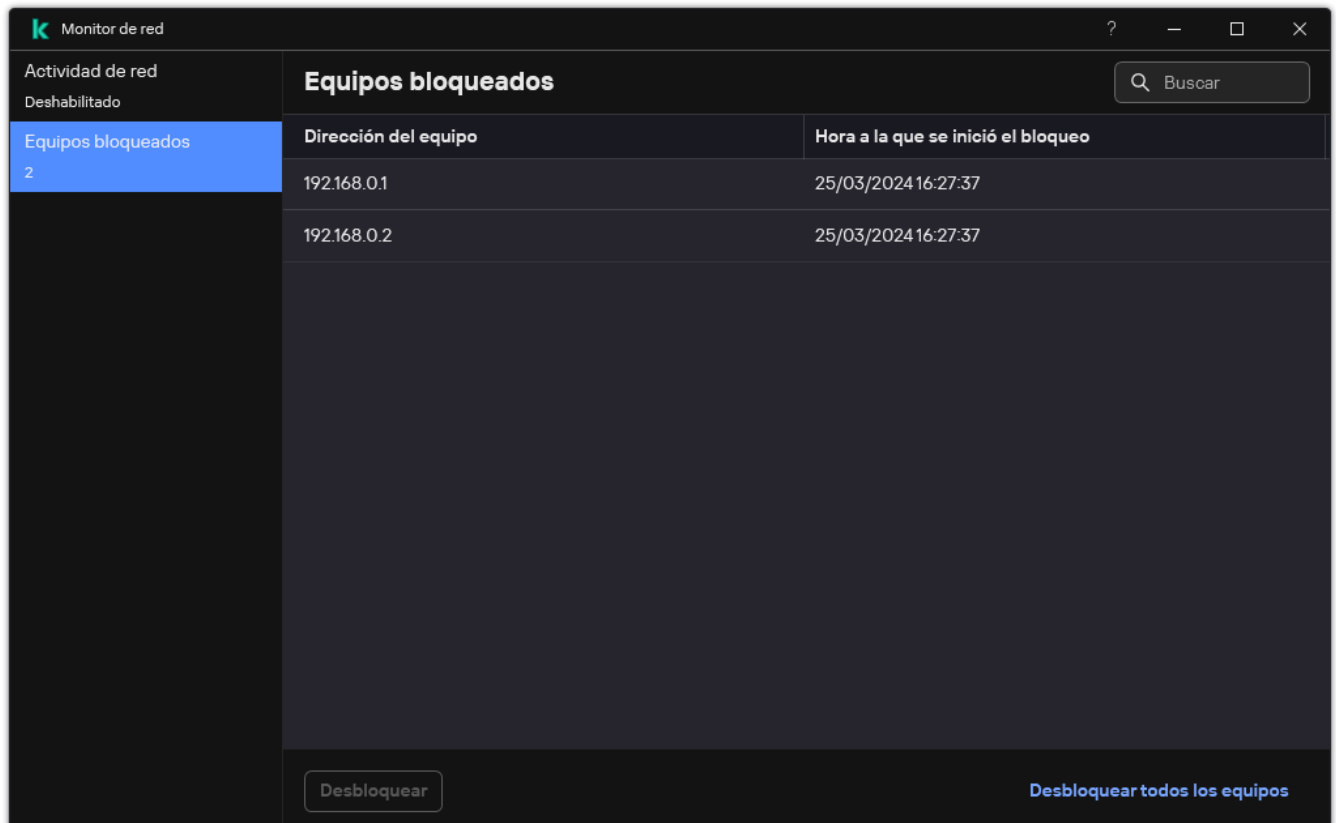 Monitor de red
Actividad de red
Deshabilitado
Equipos bloqueados
2
Equipos bloqueados
Buscar
Dirección del equipo Hora a la que se inició el bloqueo
192.168.0.1 25/03/2024 16:27:37
192.168.0.2 25/03/2024 16:27:37
Desbloquear Desbloquear todos los equipos